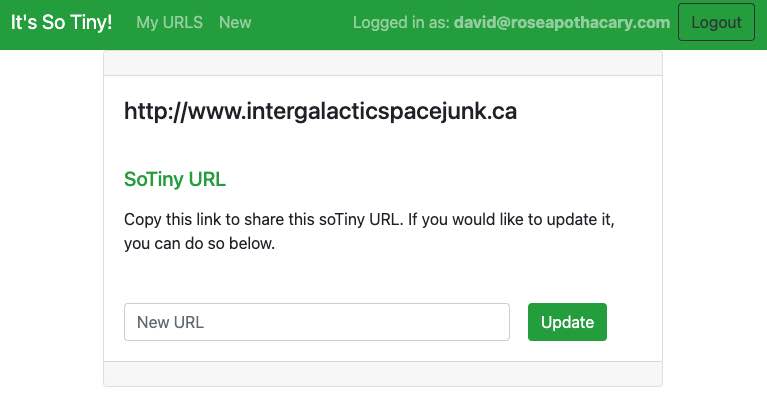 It's So Tiny! My URLS New Logged in as: david@roseapothacary.com Logout
http://www.intergalacticspacejunk.ca
SoTiny URL
Copy this link to share this soTiny URL. If you would like to update it,
you can do so below.
New URL Update